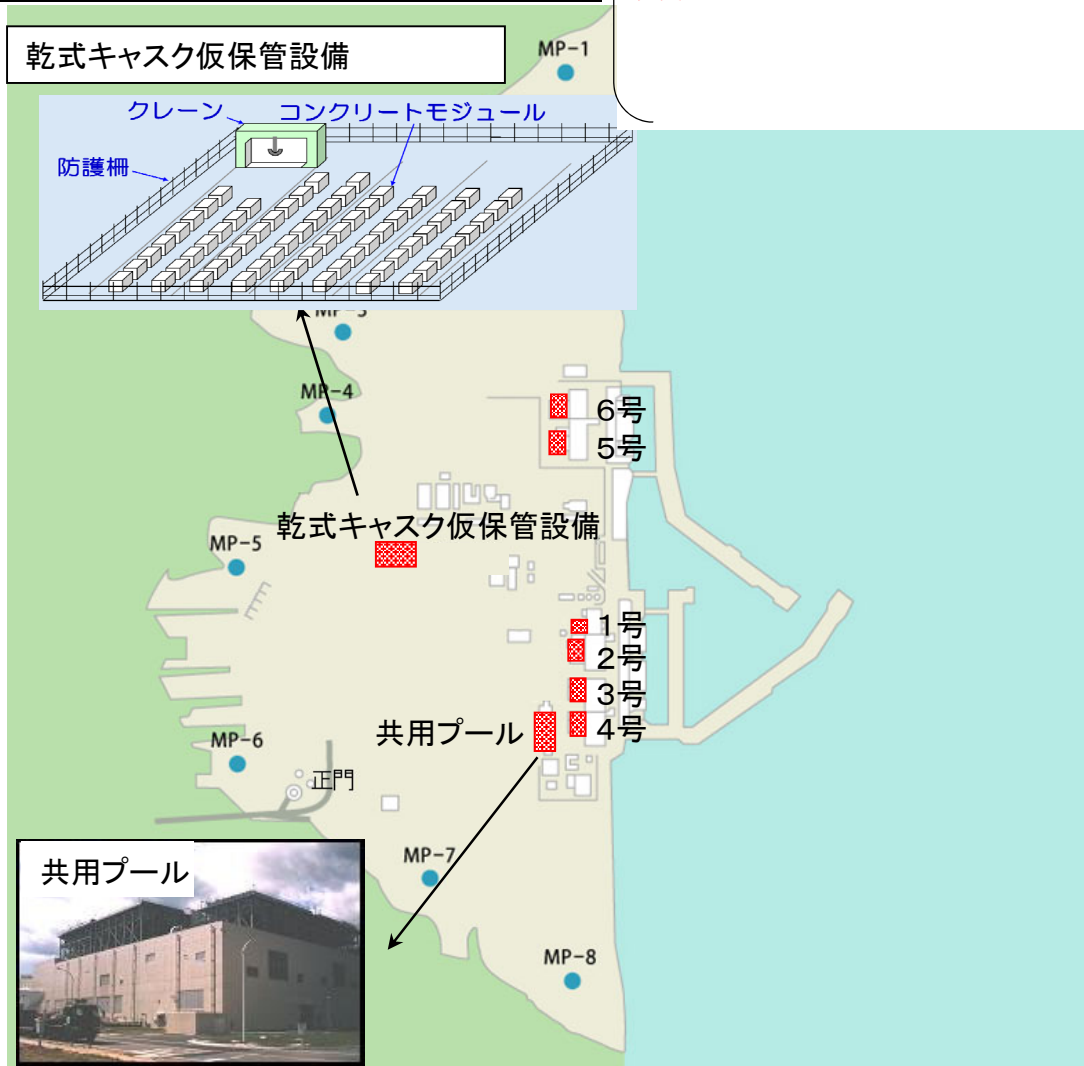 乾式キャスク仮保管設備
MP-1
クレーン
コンクリートモジュール
防護柵
MP-3
MP-4
6号
5号
乾式キャスク仮保管設備
MP-5
1号
2号
3号
共用プール
4号
MP-6
正門
MP-7
共用プール
MP-8